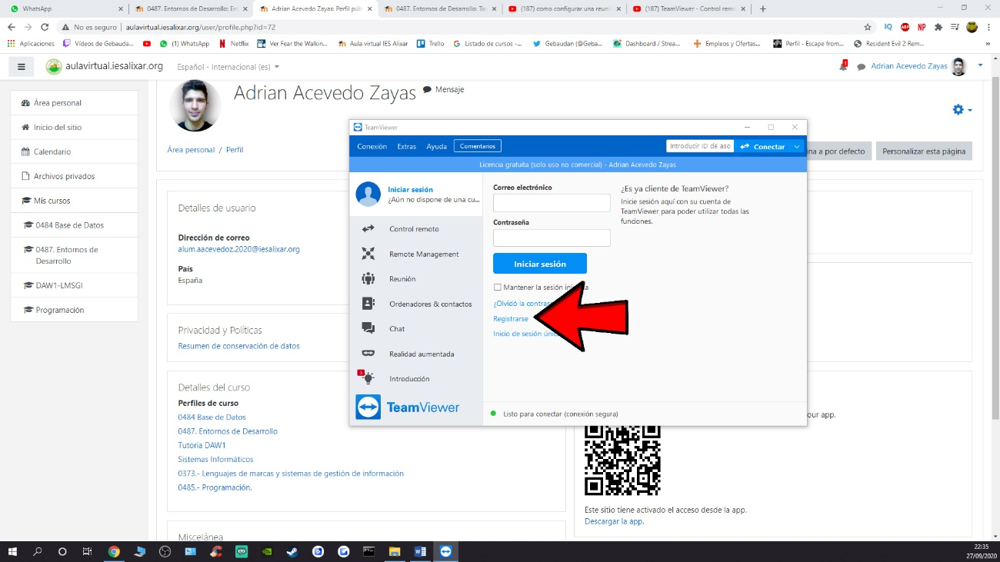 WhatsApp
0487. Entornos de Desarrollo: Em
Adrian Acevedo Zayas: Perfil púb
0487. Entornos de Desarrollo: Ta
(187) como configurar una reuni
(187) TeamViewer - Control rem
No es seguro | aulavirtual.iesalixar.org/user/profile.php?id=72
Aplicaciones
Vídeos de Gebauda...
(1) WhatsApp
Netflix
Ver Fear the Walkin...
Aula virtual IES Alixar
Trello
Listado de cursos -...
Gebaudan (@Geba...
Dashboard / Strea...
Empleos y Ofertas...
Perfil - Escape from...
Resident Evil 2 Rem...
aulavirtual.iesalixar.org
Español - Internacional (es)
1
Adrian Acevedo Zayas
Área personal
Inicio del sitio
Calendario
Archivos privados
Mis cursos
0484 Base de Datos
0487. Entornos de
Desarrollo
DAW1-LMSGI
Programación
Adrian Acevedo Zayas
Mensaje
Área personal / Perfil
na a por defecto
Personalizar esta página
Detalles de usuario
Dirección de correo
alum.aacevedoz.2020@iesalixar.org
País
España
Privacidad y Políticas
Resumen de conservación de datos
Detalles del curso
Perfiles de curso
0484 Base de Datos
0487. Entornos de Desarrollo
Tutoria DAW1
Sistemas Informáticos
0373.- Lenguajes de marcas y sistemas de gestión de información
0485.- Programación.
Miscelánea
TeamViewer
Conexión
Extras
Ayuda
Comentarios
Introducir ID de aso
Conectar
Licencia gratuita (solo uso no comercial) - Adrian Acevedo Zayas
Iniciar sesión
¿Aún no dispone de una cu...
Control remoto
Remote Management
Reunión
Ordenadores & contactos
Chat
Realidad aumentada
3
Introducción
TeamViewer
Correo electrónico
Contraseña
Iniciar sesión
Mantener la sesión ini
¿Olvidó la contras
Registrarse
Inicio de sesión únic
¿Es ya cliente de TeamViewer?
Inicie sesión aquí con su cuenta de
TeamViewer para poder utilizar todas las
funciones.
Listo para conectar (conexión segura)
our app.
Este sitio tiene activado el acceso desde la app.
Descargar la app.
22:35
27/09/2020